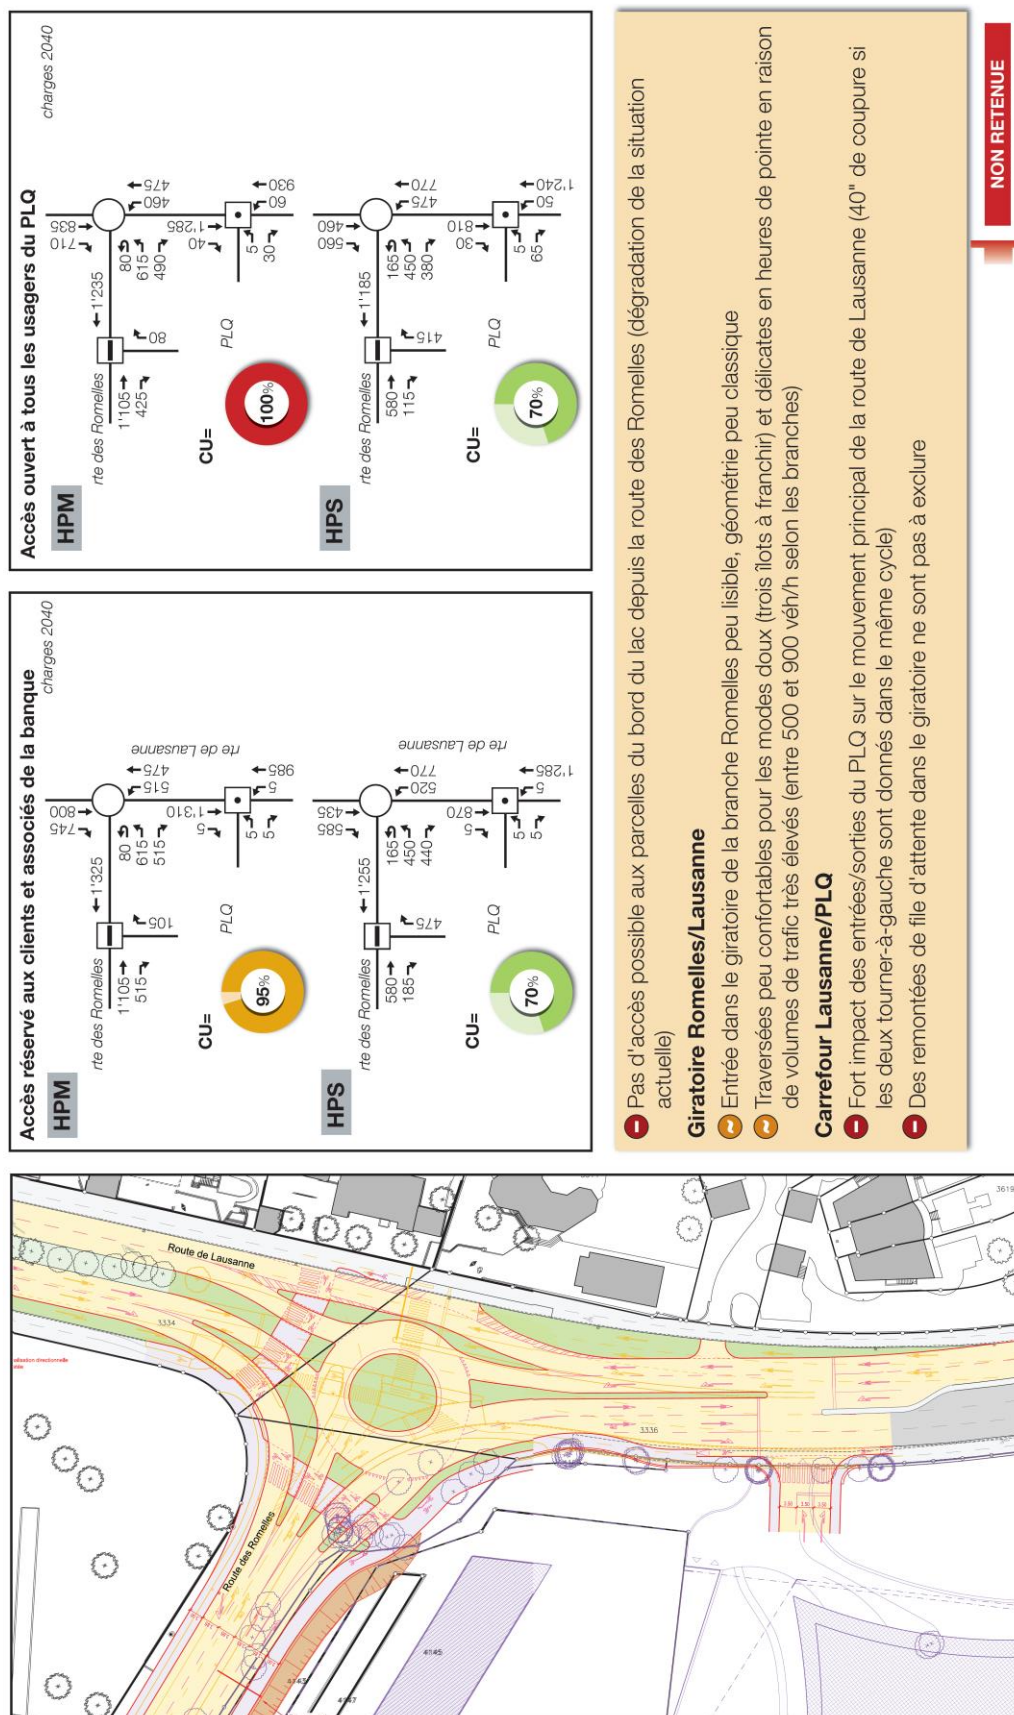 Accès réservé aux clients et associés de la banque
charges 2040
HPM
rte des Romelles
1'105
515
105
1'325
745
800
80
615
515
515
475
rte de Lausanne
1'310
5
5
5
985
5
PLQ
CU=
95%
HPS
rte des Romelles
580
185
475
1'255
585
435
165
450
440
520
770
rte de Lausanne
870
5
5
5
1'285
5
PLQ
CU=
70%
Accès ouvert à tous les usagers du PLQ
charges 2040
HPM
rte des Romelles
1'105
425
80
1'235
710
835
80
615
490
460
475
1'285
40
5
30
930
60
PLQ
CU=
100%
HPS
rte des Romelles
580
115
415
1'185
560
460
165
450
380
475
770
810
30
5
65
1'240
50
PLQ
CU=
70%
Pas d'accès possible aux parcelles du bord du lac depuis la route des Romelles (dégradation de la situation
actuelle)
Giratoire Romelles/Lausanne
Entrée dans le giratoire de la branche Romelles peu lisible, géométrie peu classique
Traversées peu confortables pour les modes doux (trois îlots à franchir) et délicates en heures de pointe en raison
de volumes de trafic très élevés (entre 500 et 900 véh/h selon les branches)
Carrefour Lausanne/PLQ
Fort impact des entrées/sorties du PLQ sur le mouvement principal de la route de Lausanne (40" de coupure si
les deux tourner-à-gauche sont donnés dans le même cycle)
Des remontées de file d'attente dans le giratoire ne sont pas à exclure
NON RETENUE
Route de Lausanne
3334
Route des Romelles
3336
3619
4143
4147
4145
3.50 3.50 3.50